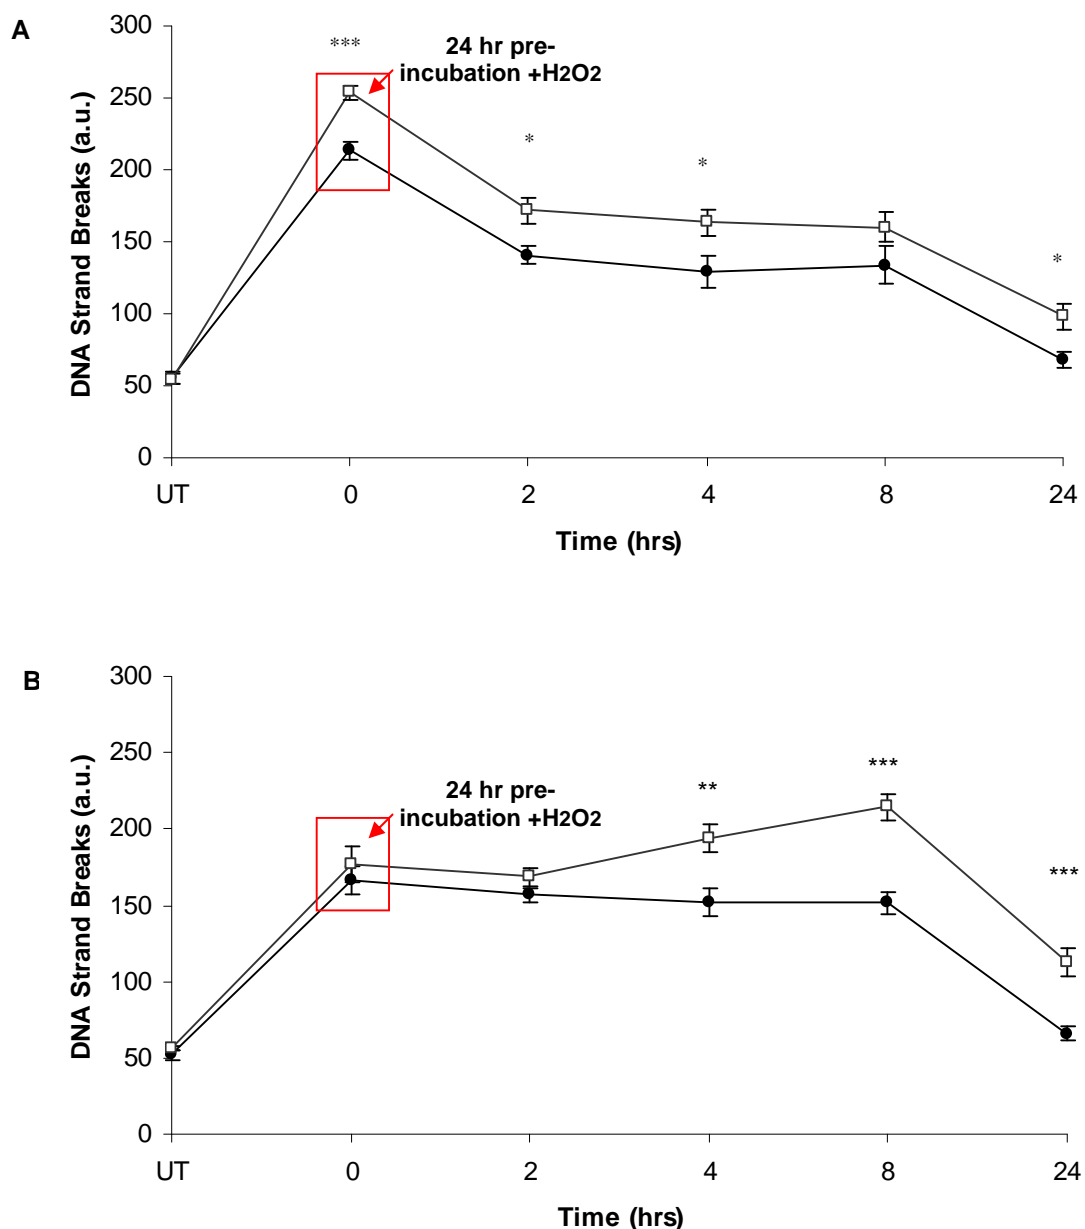 A
300
250
200
150
100
50
0
DNA Strand Breaks (a.u.)
***
24 hr pre-
incubation +H2O2
*
*
*
UT 0 2 4 8 24
Time (hrs)
B
300
250
200
150
100
50
0
DNA Strand Breaks (a.u.)
24 hr pre-
incubation +H2O2
**
***
***
UT 0 2 4 8 24
Time (hrs)